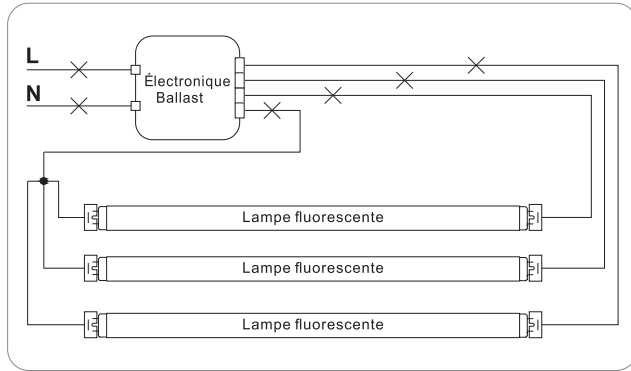 L
N
Électronique
Ballast
Lampe fluorescente
Lampe fluorescente
Lampe fluorescente